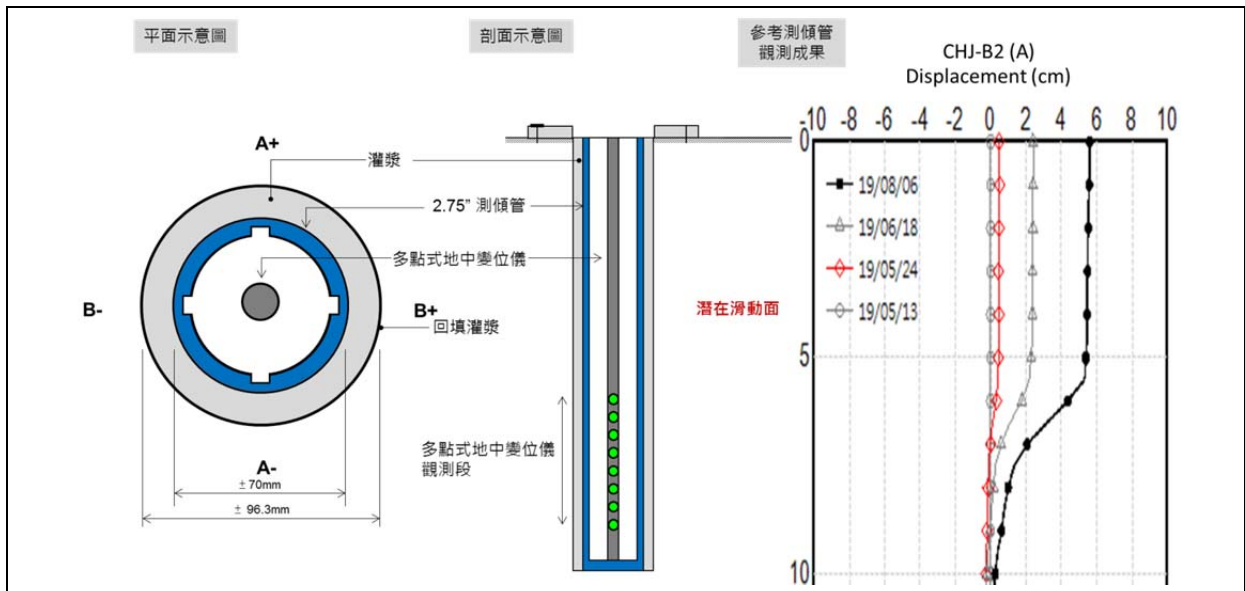 平面示意圖
剖面示意圖
參考測傾管
觀測成果
CHJ-B2 (A)
Displacement (cm)
-10 -8 -6 -4 -2 0 2 4 6 8 10
0
A+
灌漿
2.75” 測傾管
多點式地中變位儀
B-
B+
回填灌漿
潛在滑動面
19/08/06
19/06/18
19/05/24
19/05/13
5
多點式地中變位儀
觀測段
A-
±70mm
± 96.3mm
10